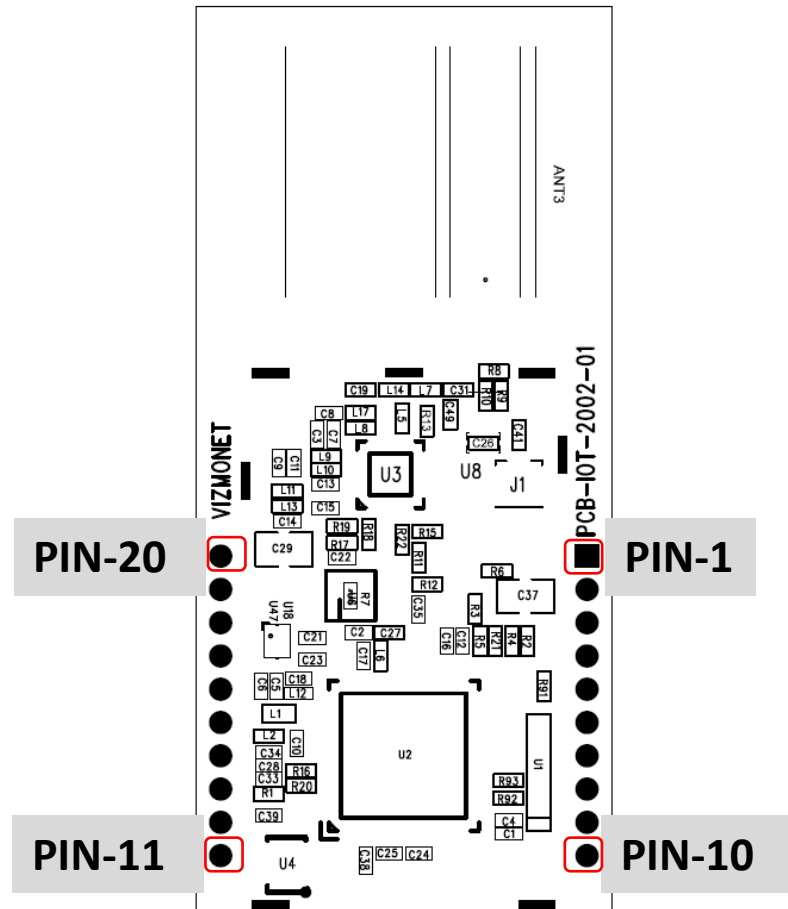 ANT3
PCB-IOT-2002-01
VIZMONET
R8
C19
L14
L7
C31
R10
R9
C8
L17
L5
R13
C49
C3
C7
L8
C26
C41
C9
C11
L9
L10
C13
U3
U8
J1
L11
L13
C15
C14
R19
R18
R22
R15
PIN-20
C29
R17
C22
R11
PIN-1
R6
R12
R7
C37
C35
R3
U47
U18
C21
C2
C27
C16
C12
R5
R21
R4
R2
C17
L6
C23
C6
C5
C18
L12
R91
L1
L2
C10
U2
U1
C34
C28
C33
R16
R20
R93
R1
R92
C39
C4
C1
PIN-11
U4
C38
C25
C24
PIN-10